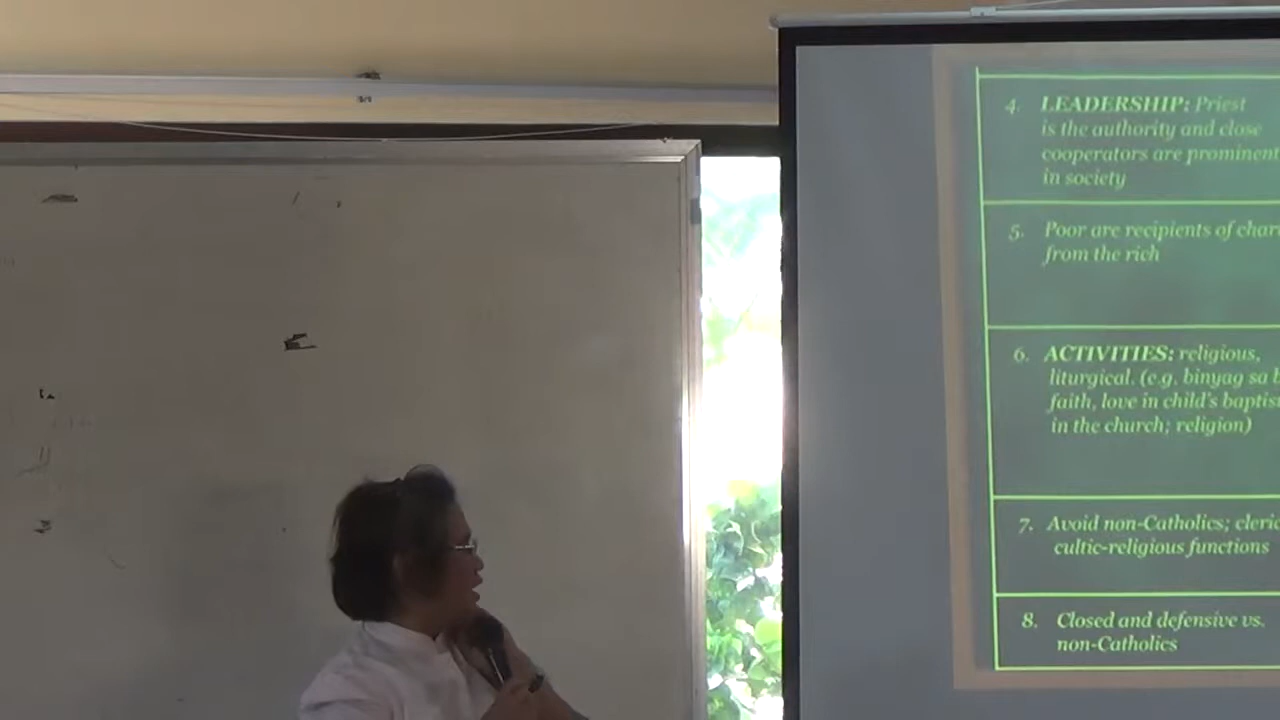 4. LEADERSHIP: Priest
is the authority and close
cooperators are prominent
in society
5. Poor are recipients of
from the rich
6. ACTIVITIES: religious,
liturgical. (e.g. binyag sa
faith, love in child's
in the church; religion)
7. Avoid non-Catholics;
cultic-religious functions
8. Closed and defensive vs.
non-Catholics